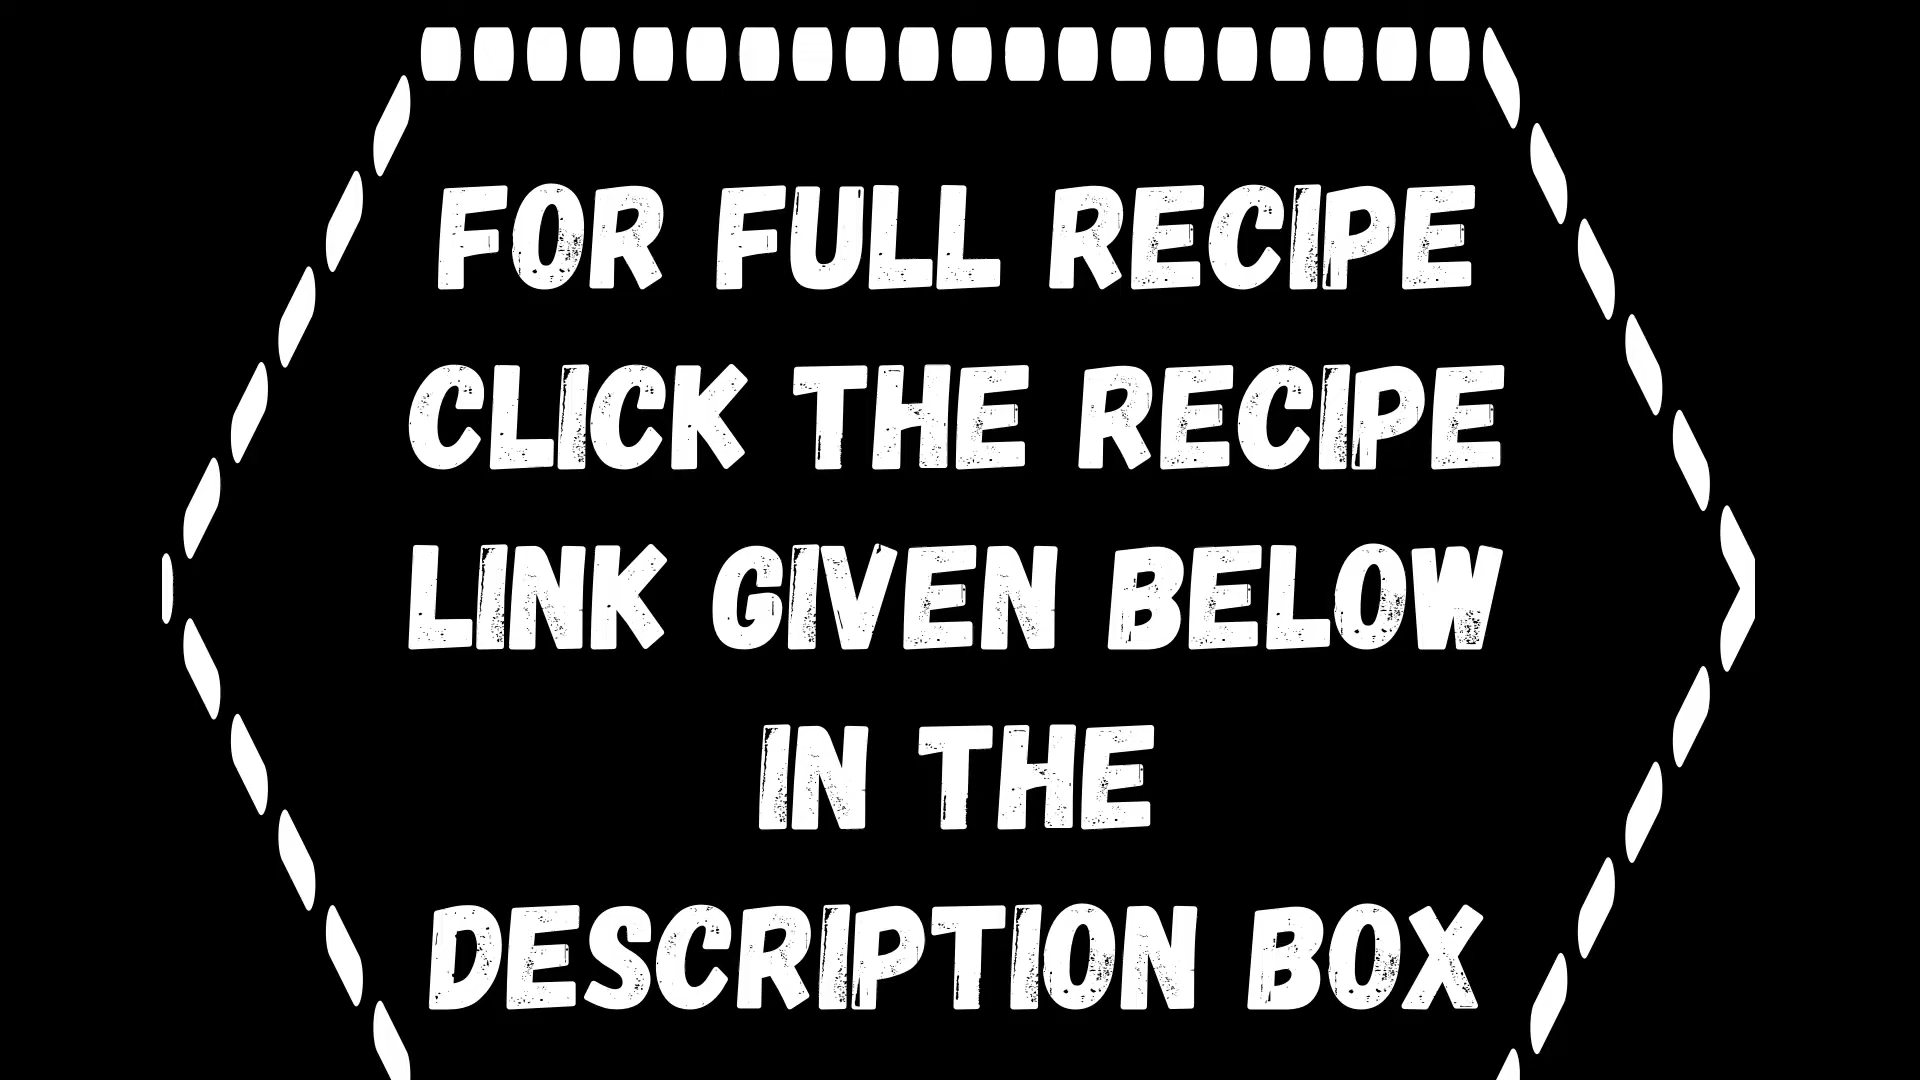 FOR FULL RECIPE
CLICK THE RECIPE
LINK GIVEN BELOW
IN THE
DESCRIPTION BOX